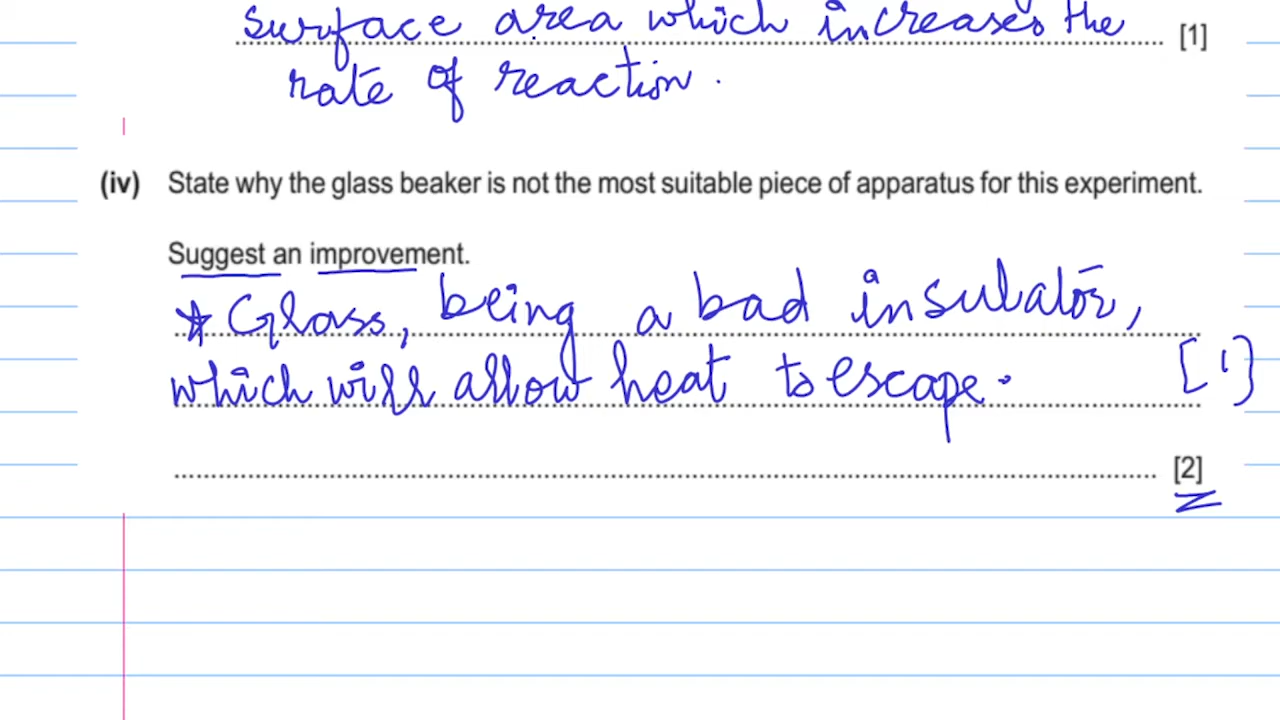 surface area which increases the
[1]
rate of reaction.
(iv) State why the glass beaker is not the most suitable piece of apparatus for this experiment.
Suggest an improvement.
* Glass, being a bad insulator,
which will allow heat to escape. [1]
[2]